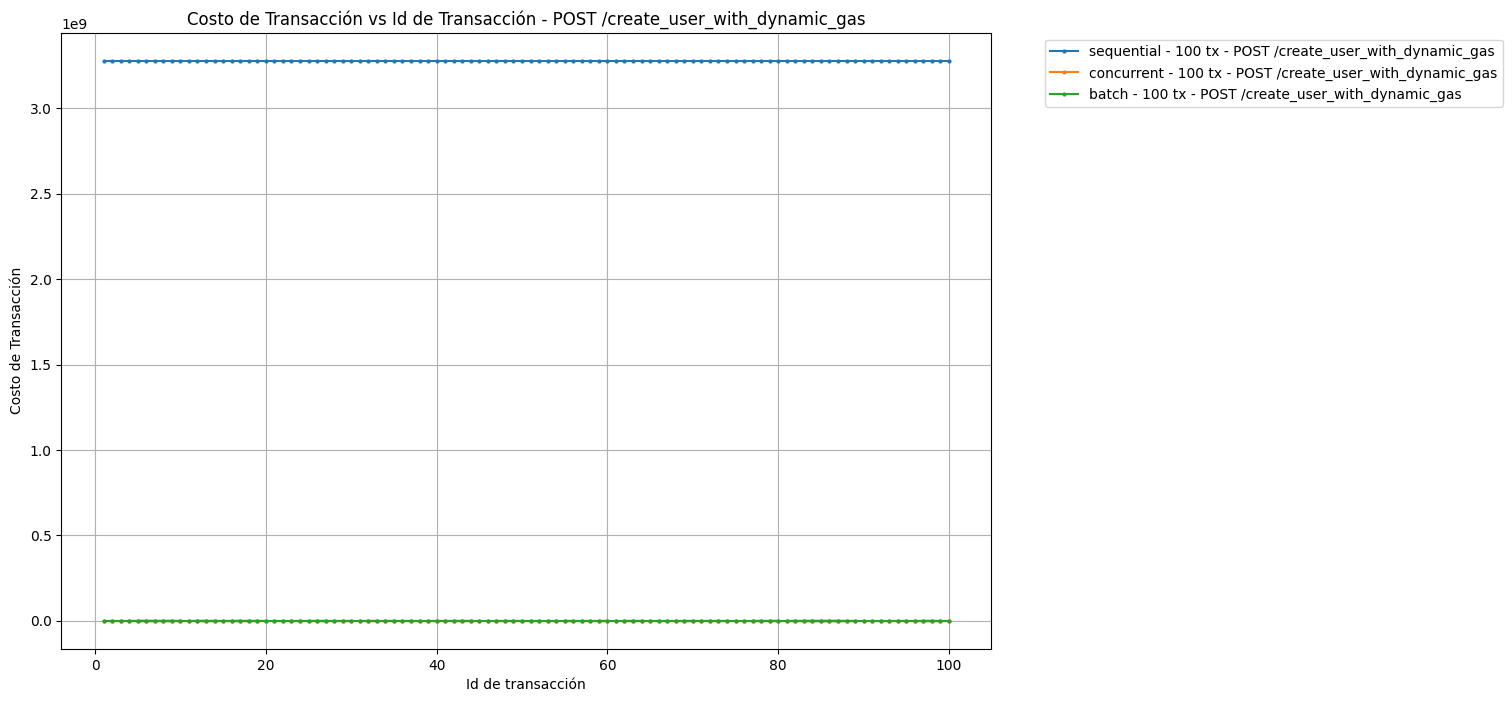 Costo de Transacción vs Id de Transacción - POST /create_user_with_dynamic_gas
1e9
sequential - 100 tx - POST /create_user_with_dynamic_gas
concurrent - 100 tx - POST /create_user_with_dynamic_gas
batch - 100 tx - POST /create_user_with_dynamic_gas
Costo de Transacción
3.0
2.5
2.0
1.5
1.0
0.5
0.0
0 20 40 60 80 100
Id de transacción